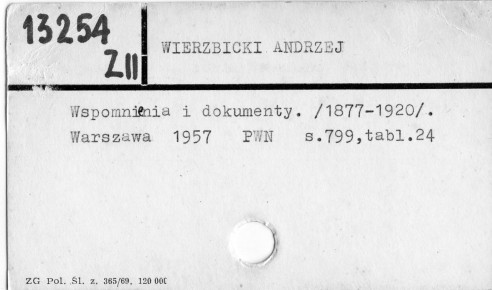 13254
Z II
WIERZBICKI ANDRZEJ
Wspomnienia i dokumenty. /1877-1920/.
Warszawa 1957 PWN s.799,tabl.24
ZG Pol. Śl. z. 365/69, 120 000